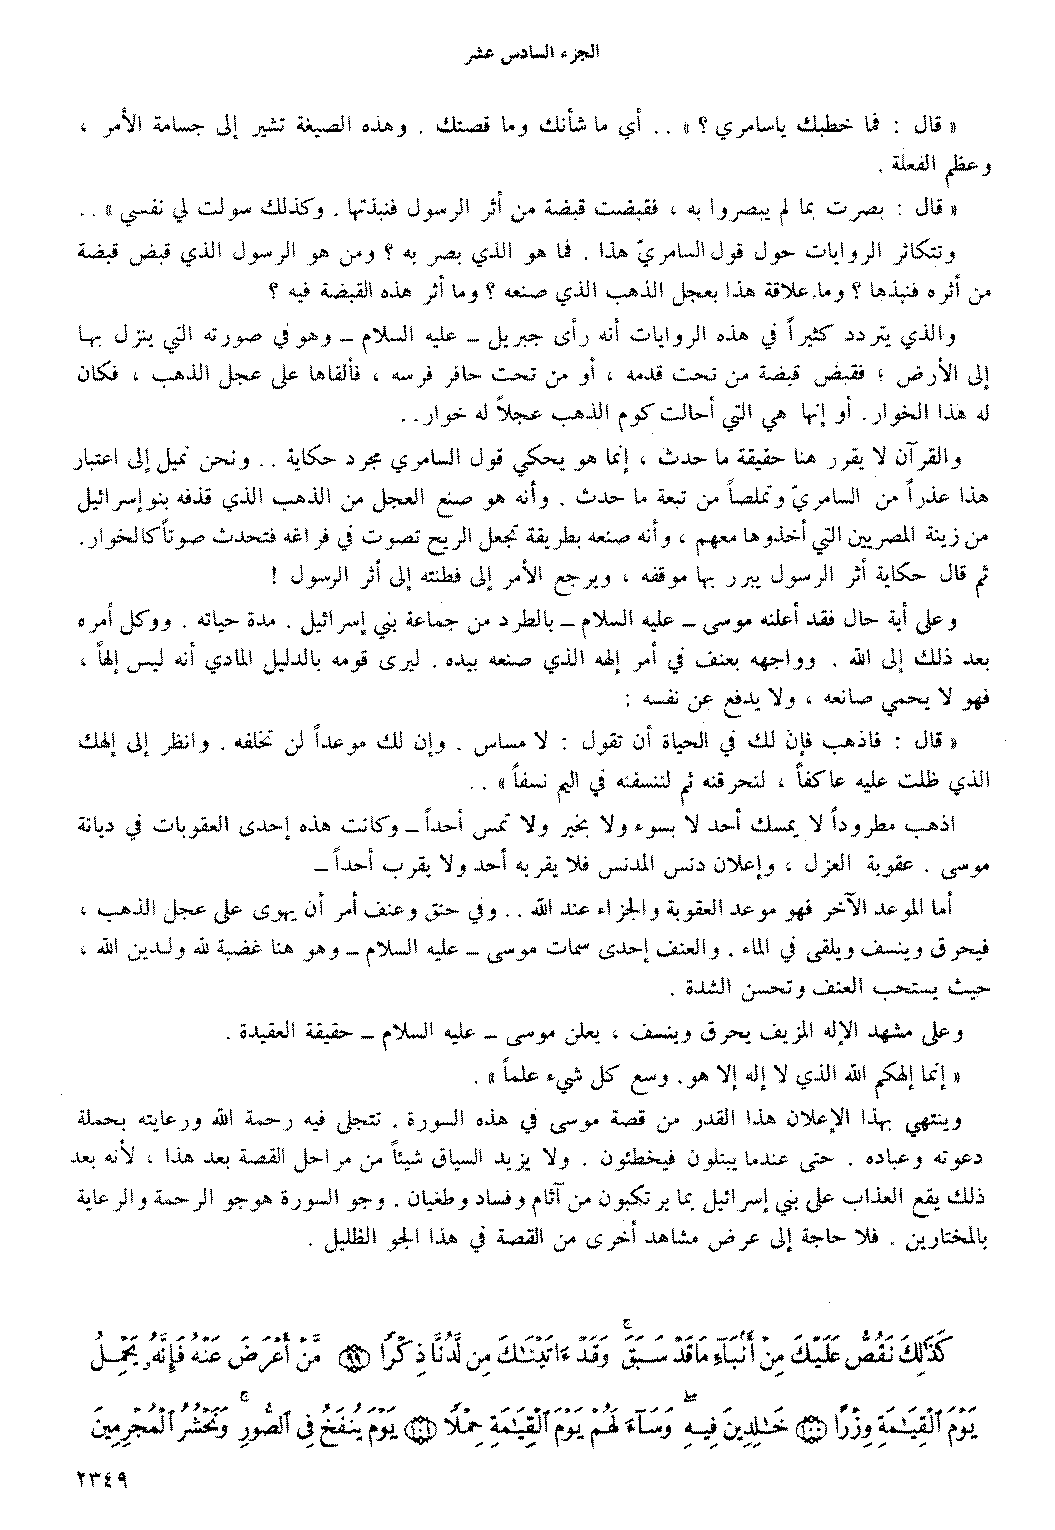 الجزء السادس عشر
« قال : فما خطبك ياسامري ؟ » .. أي ما شأنك وما قصتك . وهذه الصيغة تشير إلى جسامة الأمر ،
وعظم الفعلة .
« قال : بصرت بما لم يبصروا به ، فقبضت قبضة من أثر الرسول فنبذتها . وكذلك سولت لي نفسي » ..
وتتكاثر الروايات حول قول السامريّ هذا . فما هو الذي بصر به ؟ ومن هو الرسول الذي قبض قبضة
من أثره فنبذها ؟ وما علاقة هذا بعجل الذهب الذي صنعه ؟ وما أثر هذه القبضة فيه ؟
والذي يتردد كثيراً في هذه الروايات أنه رأى جبريل – عليه السلام – وهو في صورته التي ينزل بها
إلى الأرض ؛ فقبض قبضة من تحت قدمه ، أو من تحت حافر فرسه ، فألقاها على عجل الذهب ، فكان
له هذا الخوار . أو إنها هي التي أحالت كوم الذهب عجلاً له خوار ..
والقرآن لا يقرر هنا حقيقة ما حدث ، إنما هو يحكي قول السامري مجرد حكاية .. ونحن نميل إلى اعتبار
هذا عذراً من السامريّ وتملصاً من تبعة ما حدث . وأنه هو صنع العجل من الذهب الذي قذفه بنو إسرائيل
من زينة المصريين التي أخذوها معهم ، وأنه صنعه بطريقة تجعل الريح تصوت في فراغه فتحدث صوتاً كالخوار .
ثم قال حكاية أثر الرسول يبرر بها موقفه ، ويرجع الأمر إلى فطنته إلى أثر الرسول !
وعلى أية حال فقد أعلنه موسى – عليه السلام – بالطرد من جماعة بني إسرائيل . مدة حياته . ووكل أمره
بعد ذلك إلى الله . وواجهه بعنف في أمر إلهه الذي صنعه بيده . ليرى قومه بالدليل المادي أنه ليس إلهاً ،
فهو لا يحمي صانعه ، ولا يدفع عن نفسه :
« قال : فاذهب فإن لك في الحياة أن تقول : لا مساس . وإن لك موعداً لن تخلفه . وانظر إلى إلهك
الذي ظلت عليه عاكفاً ، لنحرقنه ثم لننسفنه في اليم نسفاً » ..
اذهب مطروداً لا يمسك أحد لا بسوء ولا بخير ولا تمس أحداً – وكانت هذه إحدى العقوبات في ديانة
موسى . عقوبة العزل ، وإعلان دنس المدنس فلا يقربه أحد ولا يقرب أحداً –
أما الموعد الآخر فهو موعد العقوبة والجزاء عند الله .. وفي حنق وعنف أمر أن يهوى على عجل الذهب ،
فيحرق وينسف ويلقى في الماء . والعنف إحدى سمات موسى – عليه السلام – وهو هنا غضبة لله ولدين الله ،
حيث يستحب العنف وتحسن الشدة .
وعلى مشهد الإله المزيف يحرق وينسف ، يعلن موسى – عليه السلام – حقيقة العقيدة .
« إنما إلهكم الله الذي لا إله إلا هو . وسع كل شيء علماً » .
وينتهي بهذا الإعلان هذا القدر من قصة موسى في هذه السورة . تتجلى فيه رحمة الله ورعايته بحملة
دعوته وعباده . حتى عندما يبتلون فيخطئون . ولا يزيد السياق شيئاً من مراحل القصة بعد هذا ، لأنه بعد
ذلك يقع العذاب على بني إسرائيل بما يرتكبون من آثام وفساد وطغيان . وجو السورة هو جو الرحمة والرعاية
بالمختارين . فلا حاجة إلى عرض مشاهد أخرى من القصة في هذا الجو الظليل .
كَذَٰلِكَ نَقُصُّ عَلَيْكَ مِنْ أَنۢبَآءِ مَا قَدْ سَبَقَ ۚ وَقَدْ ءَاتَيْنَٰكَ مِن لَّدُنَّا ذِكْرًا ٩٩ مَّنْ أَعْرَضَ عَنْهُ فَإِنَّهُۥ يَحْمِلُ
يَوْمَ ٱلْقِيَٰمَةِ وِزْرًا ١٠٠ خَٰلِدِينَ فِيهِ ۖ وَسَآءَ لَهُمْ يَوْمَ ٱلْقِيَٰمَةِ حِمْلًا ١٠١ يَوْمَ يُنفَخُ فِى ٱلصُّورِ ۚ وَنَحْشُرُ ٱلْمُجْرِمِينَ
٢٣٤٩